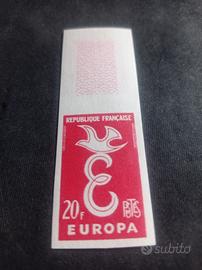 REPUBLIQUE FRANÇAISE
E
20F
POSTES
EUROPA
subito